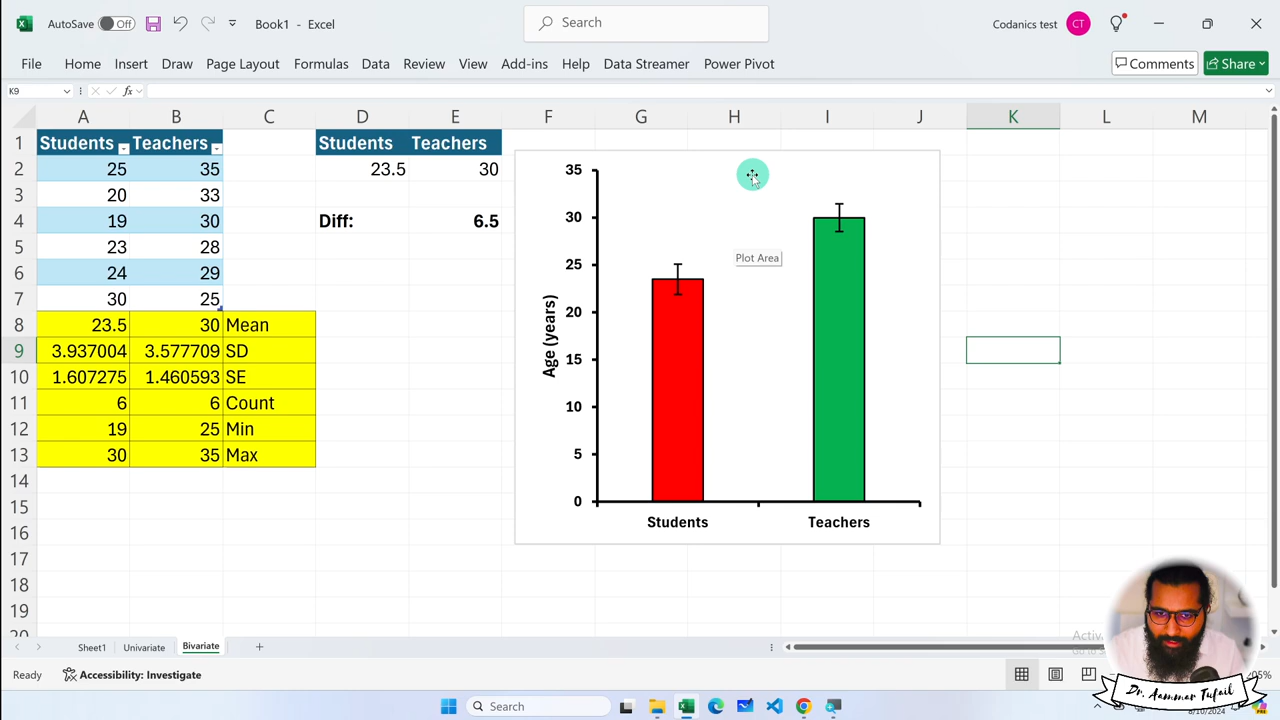 AutoSave Off Book1 - Excel Search Codanics test CT
File Home Insert Draw Page Layout Formulas Data Review View Add-ins Help Data Streamer Power Pivot Comments Share
K9 fx
A B C D E F G H I J K L M
1 Students Teachers Students Teachers
2 25 35 23.5 30
3 20 33
4 19 30 Diff: 6.5
5 23 28
6 24 29
7 30 25
8 23.5 30 Mean
9 3.937004 3.577709 SD
10 1.607275 1.460593 SE
11 6 6 Count
12 19 25 Min
13 30 35 Max
14
15
16
17
18
19
20
35
30
25
20
15
10
5
0
Age (years)
Plot Area
Students Teachers
Sheet1 Univariate Bivariate
Ready Accessibility: Investigate
Dr. Aammar Tufail
Search
8/10/2024